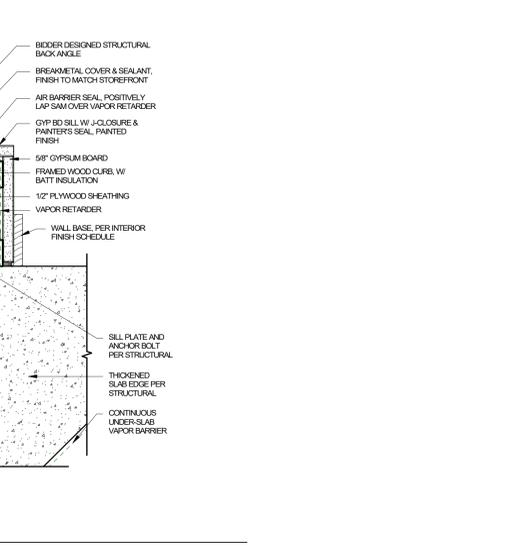 BIDDER DESIGNED STRUCTURAL
BACK ANGLE
BREAKMETAL COVER & SEALANT,
FINISH TO MATCH STOREFRONT
AIR BARRIER SEAL, POSITIVELY
LAP SAM OVER VAPOR RETARDER
GYP BD SILL W/ J-CLOSURE &
PAINTER'S SEAL, PAINTED
FINISH
5/8" GYPSUM BOARD
FRAMED WOOD CURB, W/
BATT INSULATION
1/2" PLYWOOD SHEATHING
VAPOR RETARDER
WALL BASE, PER INTERIOR
FINISH SCHEDULE
SILL PLATE AND
ANCHOR BOLT
PER STRUCTURAL
THICKENED
SLAB EDGE PER
STRUCTURAL
CONTINUOUS
UNDER-SLAB
VAPOR BARRIER